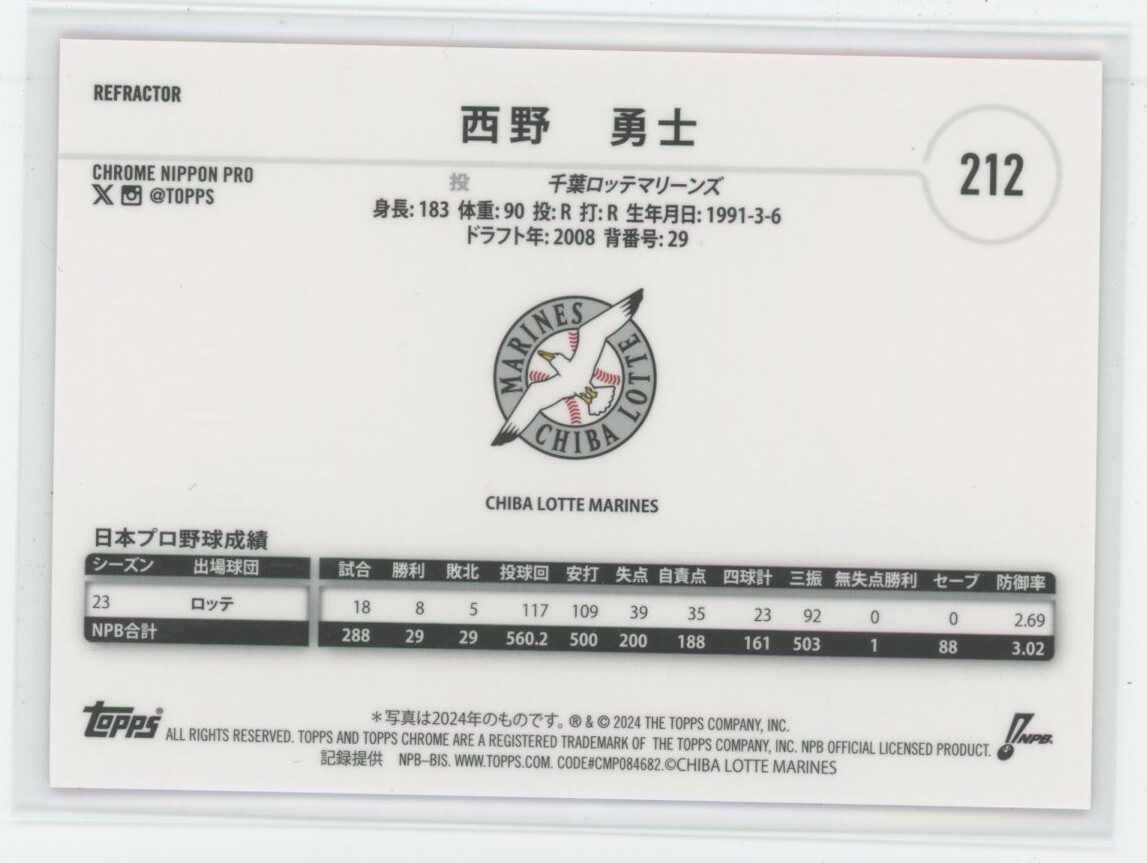 REFRACTOR
西野 勇士
212
CHROME NIPPON PRO
@TOPPS
投 千葉ロッテマリーンズ
身長: 183 体重: 90 投: R 打: R 生年月日: 1991-3-6
ドラフト年: 2008 背番号: 29
MARINES
CHIBA LOTTE
CHIBA LOTTE MARINES
日本プロ野球成績
シーズン 出場球団 試合 勝利 敗北 投球回 安打 失点 自責点 四球計 三振 無失点勝利 セーブ 防御率
23 ロッテ 18 8 5 117 109 39 35 23 92 0 0 2.69
NPB合計 288 29 29 560.2 500 200 188 161 503 1 88 3.02
topps®
＊写真は2024年のものです。 ® & © 2024 THE TOPPS COMPANY, INC.
ALL RIGHTS RESERVED. TOPPS AND TOPPS CHROME ARE A REGISTERED TRADEMARK OF THE TOPPS COMPANY, INC. NPB OFFICIAL LICENSED PRODUCT.
記録提供 NPB–BIS. WWW.TOPPS.COM. CODE#CMP084682.©CHIBA LOTTE MARINES
NPB.